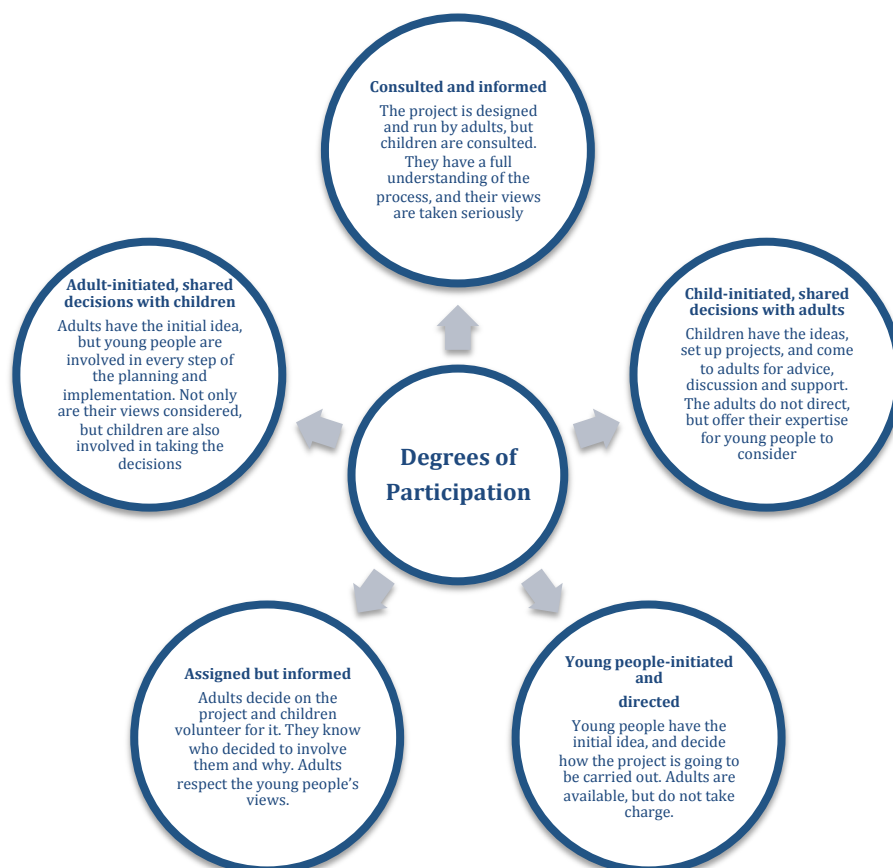 Consulted and informed
The project is designed
and run by adults, but
children are consulted.
They have a full
understanding of the
process, and their views
are taken seriously
Adult-initiated, shared
decisions with children
Adults have the initial idea,
but young people are
involved in every step of
the planning and
implementation. Not only
are their views considered,
but children are also
involved in taking the
decisions
Child-initiated, shared
decisions with adults
Children have the ideas,
set up projects, and come
to adults for advice,
discussion and support.
The adults do not direct,
but offer their expertise
for young people to
consider
Degrees of
Participation
Assigned but informed
Adults decide on the
project and children
volunteer for it. They know
who decided to involve
them and why. Adults
respect the young people's
views.
Young people-initiated
and
directed
Young people have the
initial idea, and decide
how the project is going to
be carried out. Adults are
available, but do not take
charge.